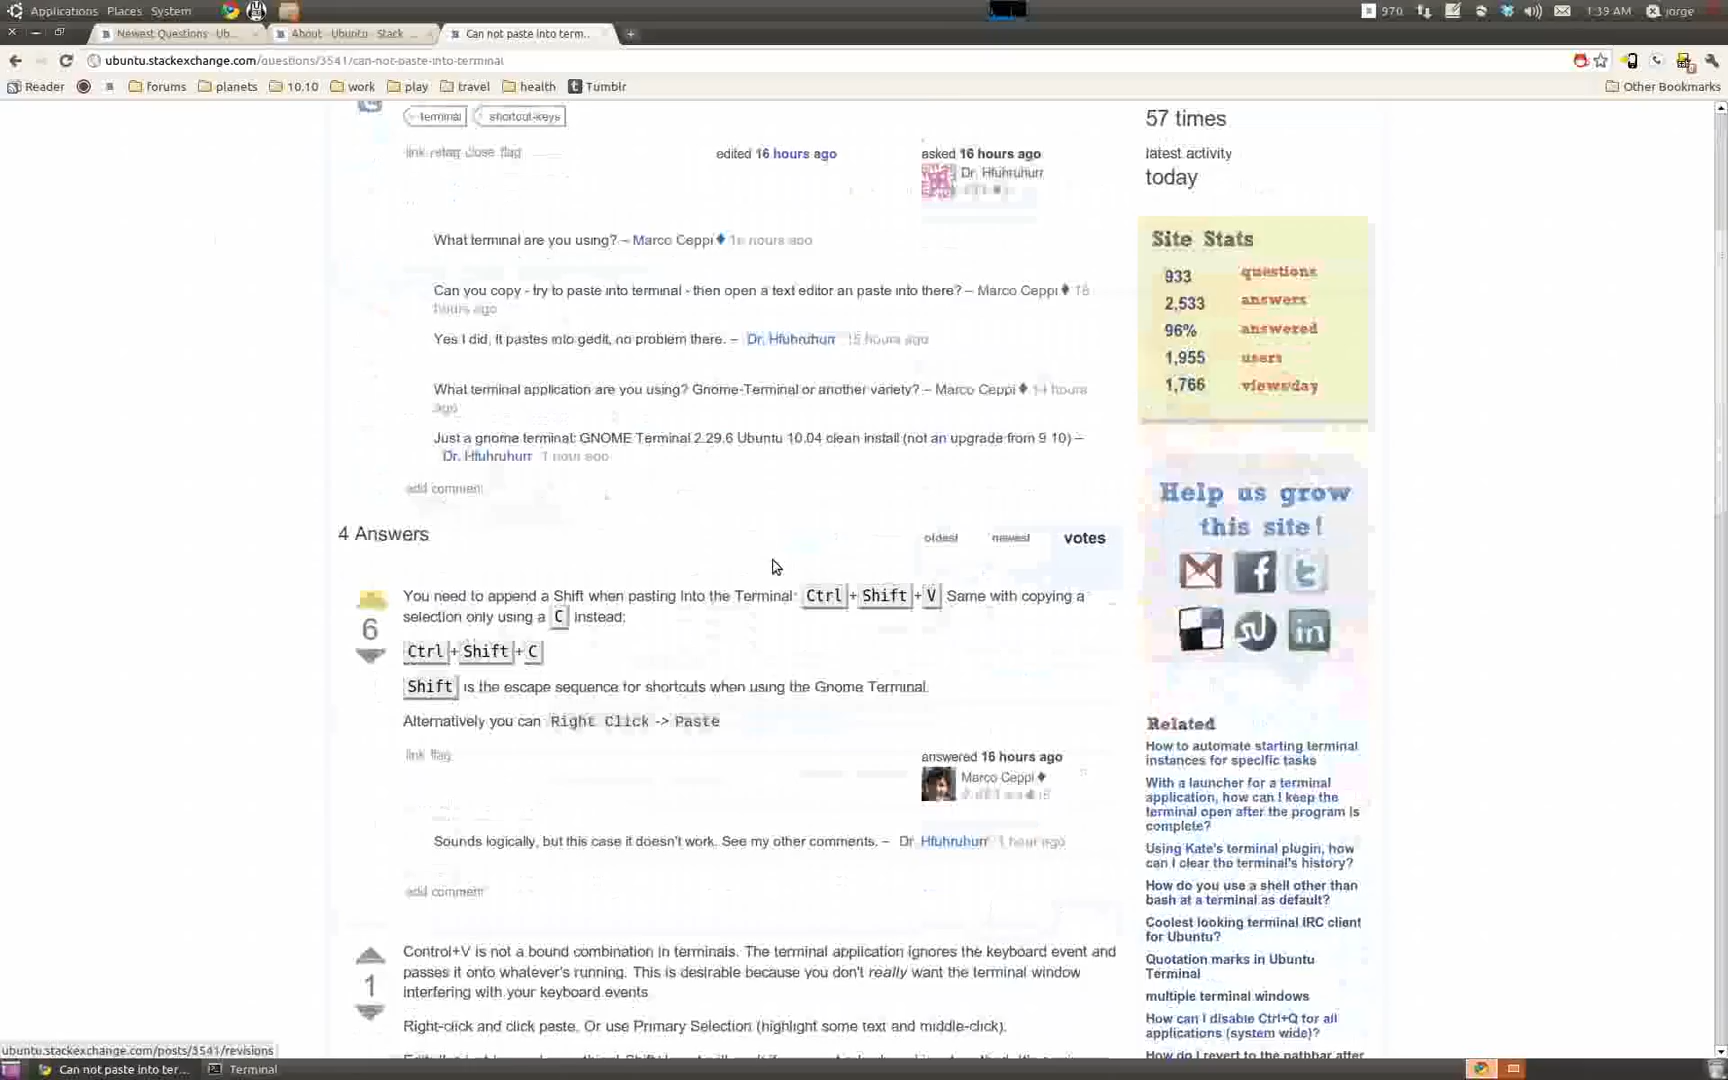 Applications Places System
970 1:39 AM jorge
Newest Questions - Ub... About - Ubuntu - Stack ... Can not paste into term...
ubuntu.stackexchange.com/questions/3541/can-not-paste-into-terminal
Reader forums planets 10.10 work play travel health Tumblr Other Bookmarks
terminal shortcut-keys
link retag close flag
edited 16 hours ago
asked 16 hours ago
Dr. Hfuhruhurr
What terminal are you using? – Marco Ceppi♦ 16 hours ago
Can you copy - try to paste into terminal - then open a text editor an paste into there? – Marco Ceppi♦ 16
hours ago
Yes I did, It pastes into gedit, no problem there. – Dr. Hfuhruhurr 15 hours ago
What terminal application are you using? Gnome-Terminal or another variety? – Marco Ceppi♦ 14 hours
ago
Just a gnome terminal: GNOME Terminal 2.29.6 Ubuntu 10.04 clean install (not an upgrade from 9.10) –
Dr. Hfuhruhurr 1 hour ago
add comment
4 Answers
oldest newest votes
6
You need to append a Shift when pasting into the Terminal: Ctrl+Shift+V Same with copying a
selection only using a C instead:
Ctrl+Shift+C
Shift is the escape sequence for shortcuts when using the Gnome Terminal.
Alternatively you can Right Click -> Paste
link flag
answered 16 hours ago
Marco Ceppi♦
Sounds logically, but this case it doesn't work. See my other comments. – Dr. Hfuhruhurr 1 hour ago
add comment
1
Control+V is not a bound combination in terminals. The terminal application ignores the keyboard event and
passes it onto whatever's running. This is desirable because you don't really want the terminal window
interfering with your keyboard events
Right-click and click paste. Or use Primary Selection (highlight some text and middle-click).
57 times
latest activity
today
Site Stats
933 questions
2,533 answers
96% answered
1,955 users
1,766 views/day
Help us grow
this site!
Related
How to automate starting terminal
instances for specific tasks
With a launcher for a terminal
application, how can I keep the
terminal open after the program is
complete?
Using Kate's terminal plugin, how
can I clear the terminal's history?
How do you use a shell other than
bash at a terminal as default?
Coolest looking terminal IRC client
for Ubuntu?
Quotation marks in Ubuntu
Terminal
multiple terminal windows
How can I disable Ctrl+Q for all
applications (system wide)?
How do I revert to the pathbar after
ubuntu.stackexchange.com/posts/3541/revisions
Can not paste into ter... Terminal